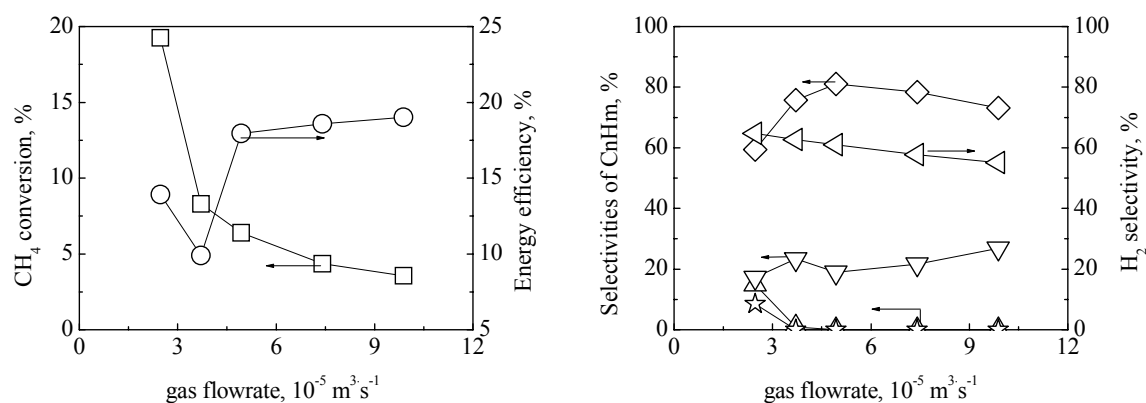 20
15
10
5
0
CH₄ conversion, %
25
20
15
10
5
Energy efficiency, %
0 3 6 9 12
gas flowrate, 10⁻⁵ m³·s⁻¹
100
80
60
40
20
0
Selectivities of CnHm, %
100
80
60
40
20
0
H₂ selectivity, %
0 3 6 9 12
gas flowrate, 10⁻⁵ m³·s⁻¹